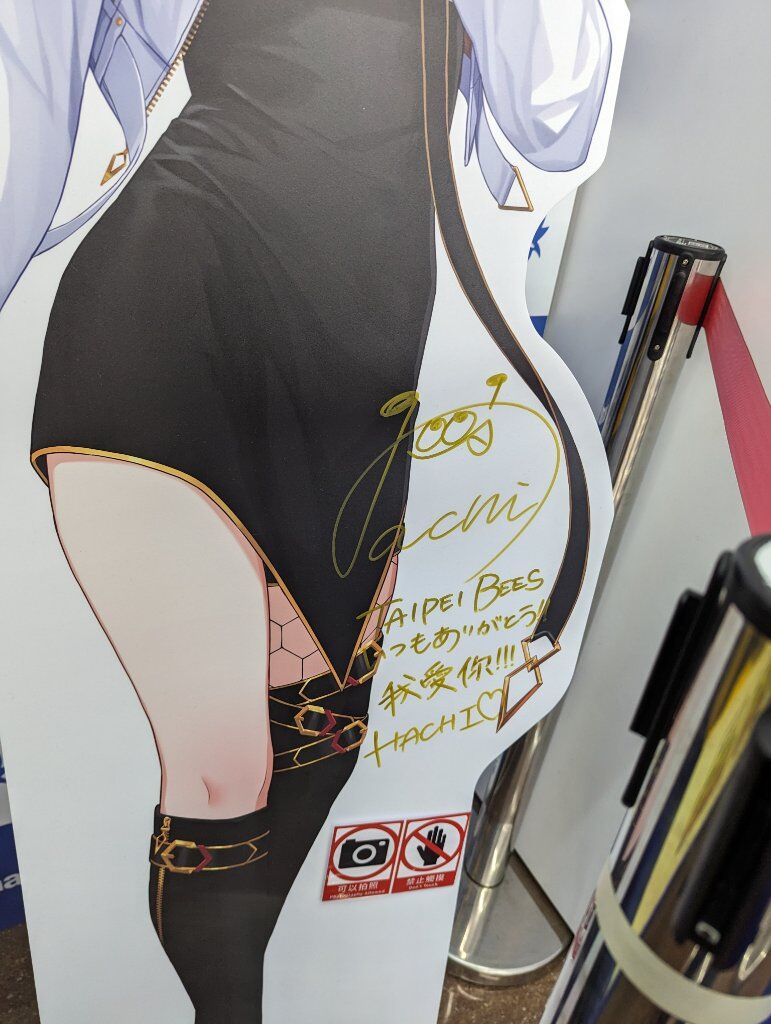 achi
TAIPEI BEES
いつもありがとう!!
我愛你!!!
HACHI♡
可以拍照
Photography Allowed
禁止觸摸
Don't Touch